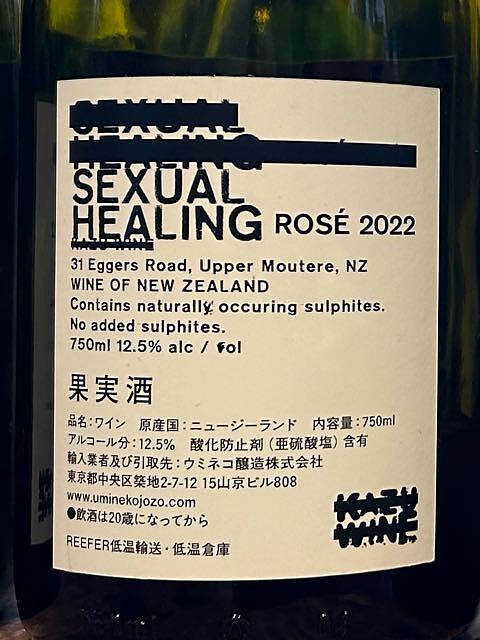 SEXUAL
HEALING
SEXUAL
HEALING ROSÉ 2022
KAZU WINE
31 Eggers Road, Upper Moutere, NZ
WINE OF NEW ZEALAND
Contains naturally occuring sulphites.
No added sulphites.
750ml 12.5% alc / vol
果実酒
品名:ワイン 原産国:ニュージーランド 内容量:750ml
アルコール分:12.5% 酸化防止剤(亜硫酸塩)含有
輸入業者及び引取先:ウミネコ醸造株式会社
東京都中央区築地2-7-12 15山京ビル808
www.uminekojozo.com
●飲酒は20歳になってから
REEFER低温輸送・低温倉庫
KAZU
WINE